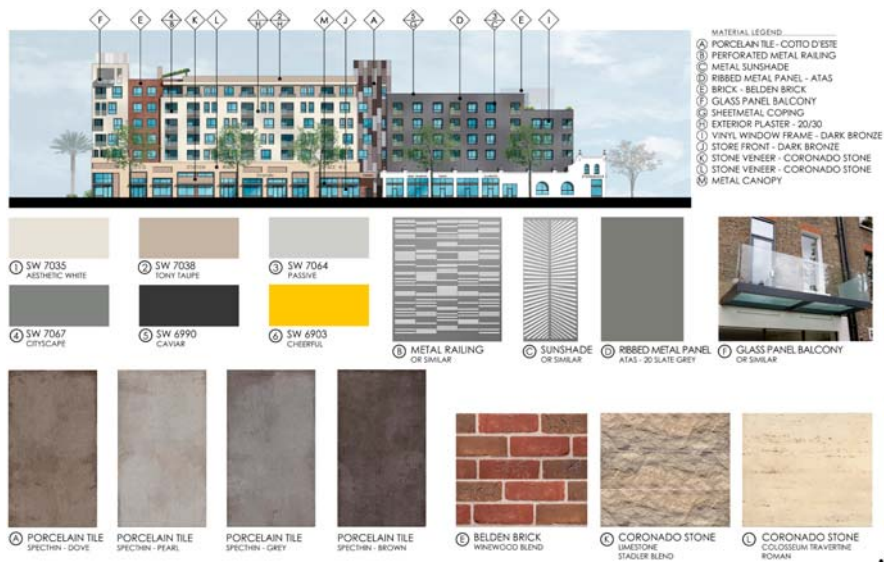 F E 4 B K L 1 H 2 H M J A 5 G D 3 C E I
MATERIAL LEGEND
A PORCELAIN TILE - COTTO D'ESTE
B PERFORATED METAL RAILING
C METAL SUNSHADE
D RIBBED METAL PANEL - ATAS
E BRICK - BELDEN BRICK
F GLASS PANEL BALCONY
G SHEETMETAL COPING
H EXTERIOR PLASTER - 20/30
I VINYL WINDOW FRAME - DARK BRONZE
J STORE FRONT - DARK BRONZE
K STONE VENEER - CORONADO STONE
L STONE VENEER - CORONADO STONE
M METAL CANOPY
1 SW 7035
AESTHETIC WHITE
2 SW 7038
TONY TAUPE
3 SW 7064
PASSIVE
4 SW 7067
CITYSCAPE
5 SW 6990
CAVIAR
6 SW 6903
CHEERFUL
B METAL RAILING
OR SIMILAR
C SUNSHADE
OR SIMILAR
D RIBBED METAL PANEL
ATAS - 20 SLATE GREY
F GLASS PANEL BALCONY
OR SIMILAR
A PORCELAIN TILE
SPECTHIN - DOVE
PORCELAIN TILE
SPECTHIN - PEARL
PORCELAIN TILE
SPECTHIN - GREY
PORCELAIN TILE
SPECTHIN - BROWN
E BELDEN BRICK
WINEWOOD BLEND
K CORONADO STONE
LIMESTONE
STADLER BLEND
L CORONADO STONE
COLOSSEUM TRAVERTINE
ROMAN